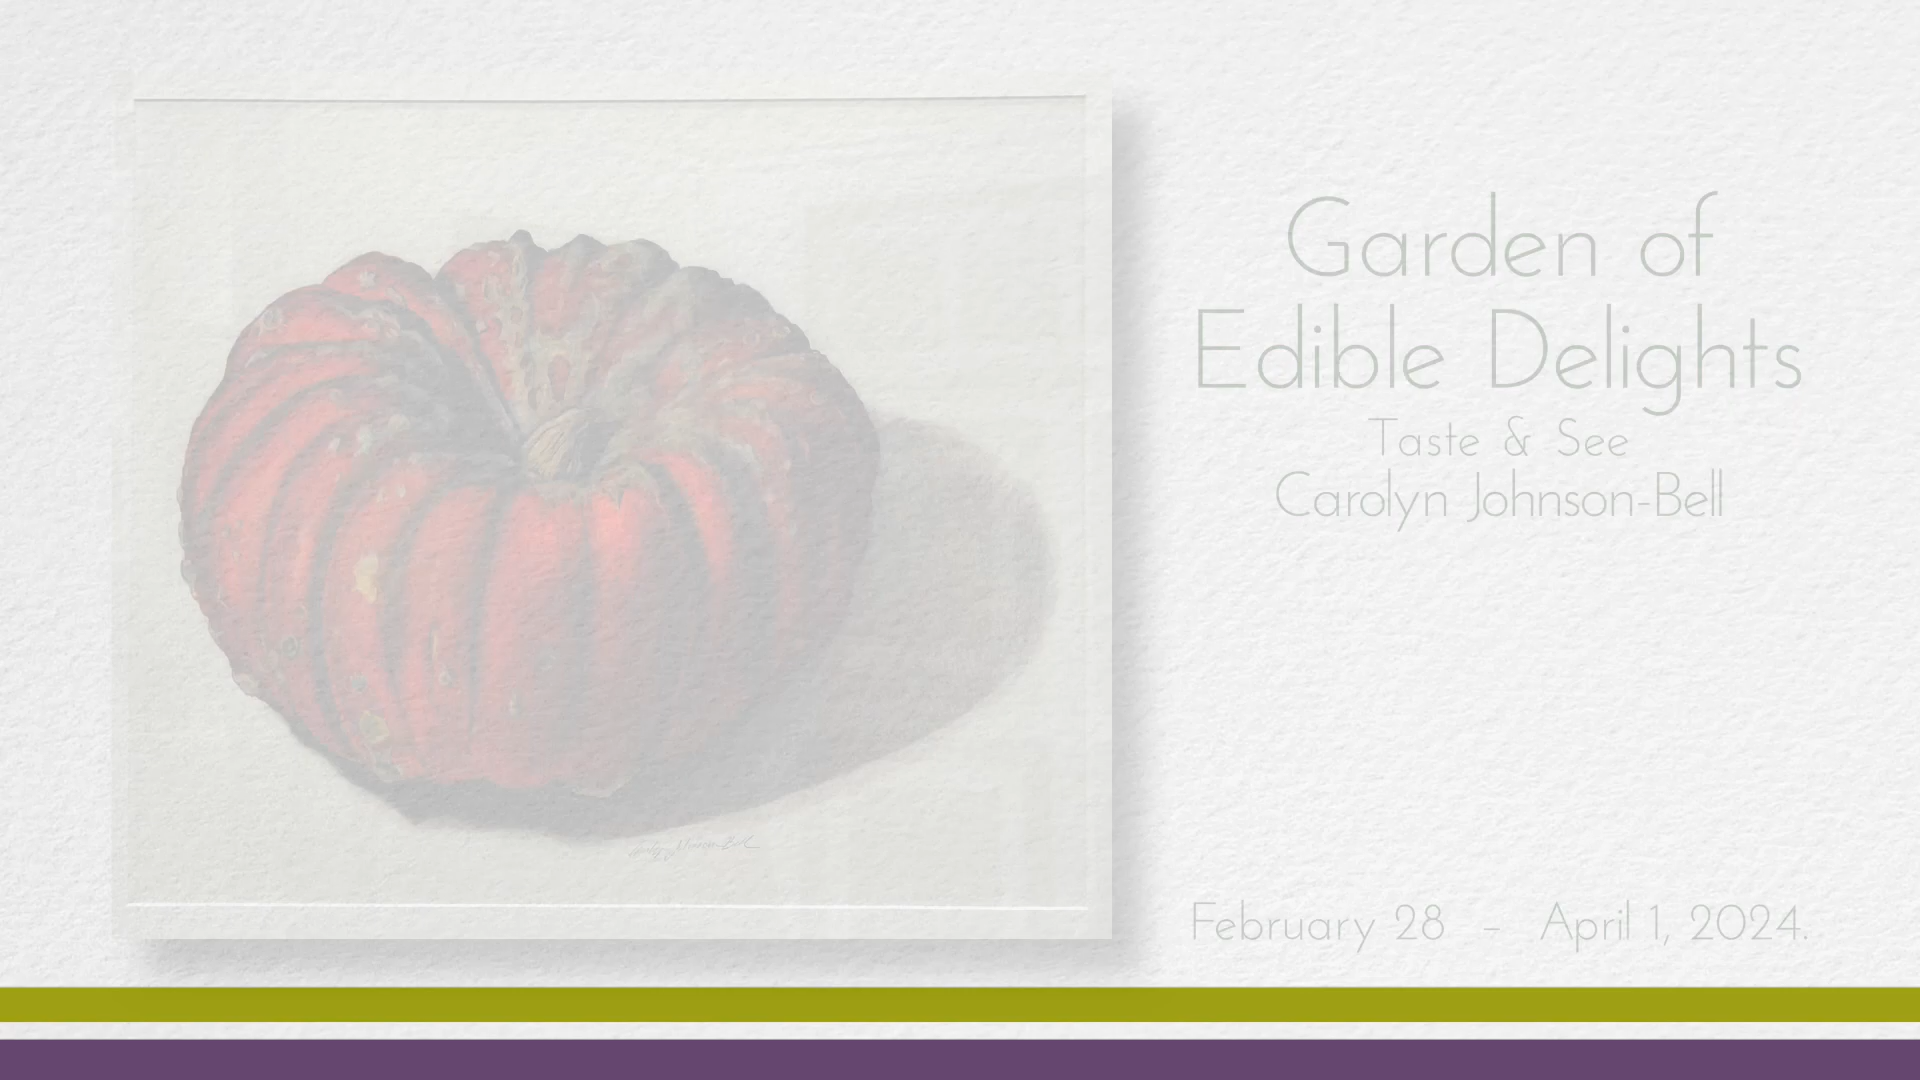 Garden of
Edible Delights
Taste & See
Carolyn Johnson-Bell
February 28 - April 1, 2024.